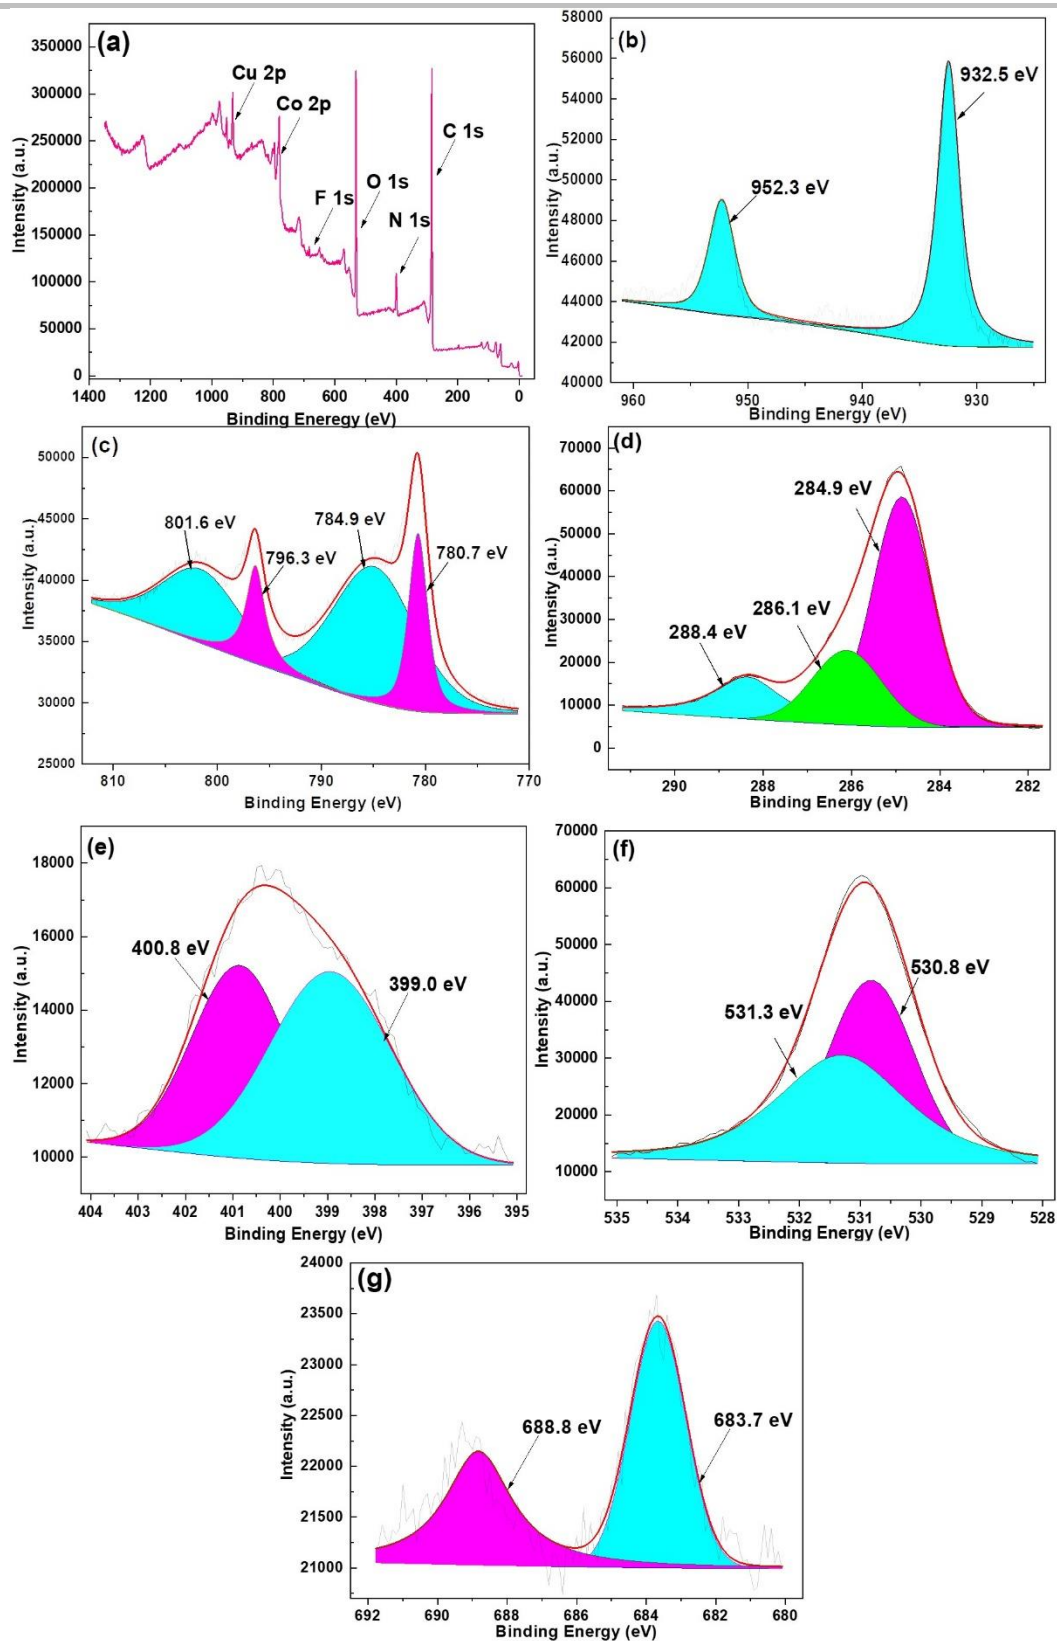 (a)
350000
300000
250000
200000
150000
100000
50000
0
Intensity (a.u.)
Cu 2p
Co 2p
F 1s
O 1s
N 1s
C 1s
1400 1200 1000 800 600 400 200 0
Binding Eneregy (eV)
(b)
58000
56000
54000
52000
50000
48000
46000
44000
42000
40000
Intensity (a.u.)
932.5 eV
952.3 eV
960 950 940 930
Binding Energy (eV)
(c)
50000
45000
40000
35000
30000
25000
Intensity (a.u.)
801.6 eV
796.3 eV
784.9 eV
780.7 eV
810 800 790 780 770
Binding Energy (eV)
(d)
70000
60000
50000
40000
30000
20000
10000
0
Intensity (a.u.)
284.9 eV
286.1 eV
288.4 eV
290 288 286 284 282
Binding Energy (eV)
(e)
18000
16000
14000
12000
10000
Intensity (a.u.)
400.8 eV
399.0 eV
404 403 402 401 400 399 398 397 396 395
Binding Energy (eV)
(f)
70000
60000
50000
40000
30000
20000
10000
Intensity (a.u.)
530.8 eV
531.3 eV
535 534 533 532 531 530 529 528
Binding Energy (eV)
(g)
24000
23500
23000
22500
22000
21500
21000
Intensity (a.u.)
688.8 eV
683.7 eV
692 690 688 686 684 682 680
Binding Energy (eV)